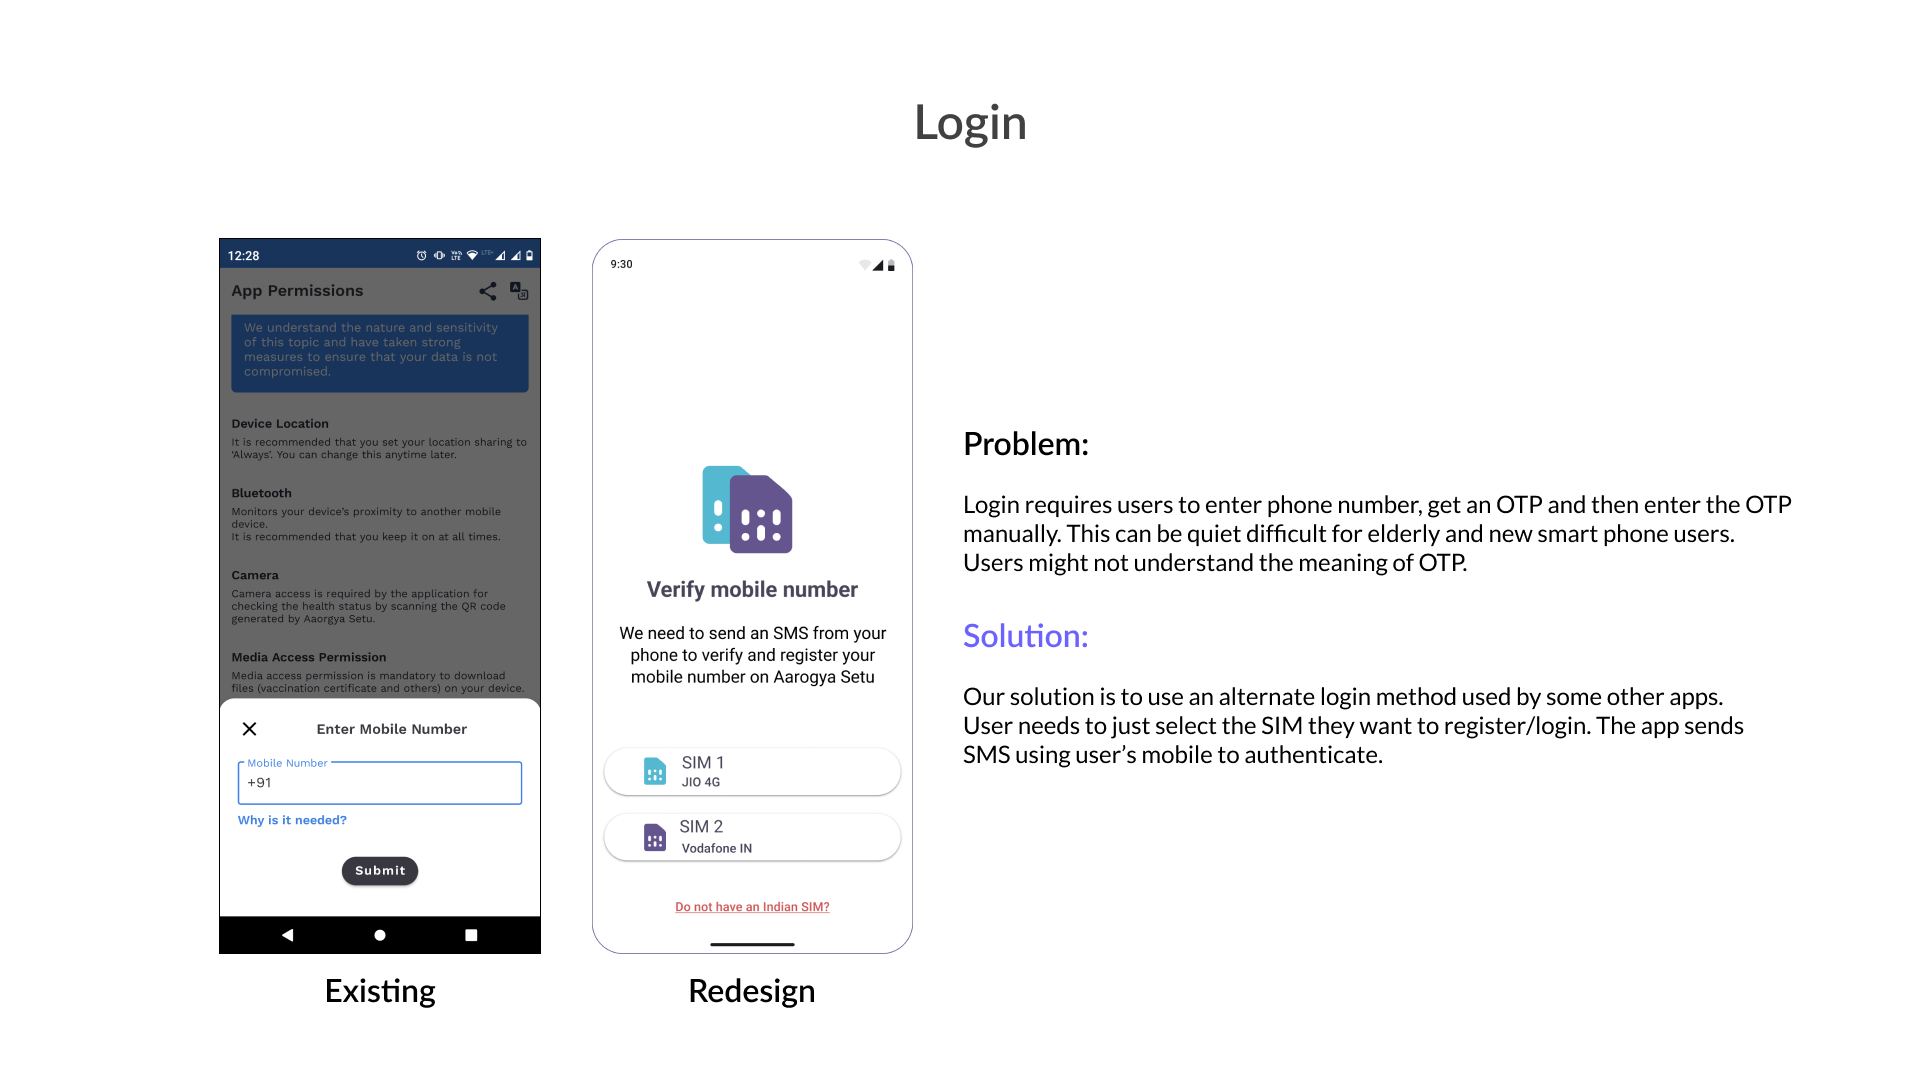 Login
12:28
VoLTE LTE+
App Permissions
We understand the nature and sensitivity
of this topic and have taken strong
measures to ensure that your data is not
compromised.
Device Location
It is recommended that you set your location sharing to
‘Always’. You can change this anytime later.
Bluetooth
Monitors your device’s proximity to another mobile
device.
It is recommended that you keep it on at all times.
Camera
Camera access is required by the application for
checking the health status by scanning the QR code
generated by Aaorgya Setu.
Media Access Permission
Media access permission is mandatory to download
files (vaccination certificate and others) on your device.
Enter Mobile Number
Mobile Number
+91
Why is it needed?
Submit
Existing
9:30
Verify mobile number
We need to send an SMS from your
phone to verify and register your
mobile number on Aarogya Setu
SIM 1
JIO 4G
SIM 2
Vodafone IN
Do not have an Indian SIM?
Redesign
Problem:
Login requires users to enter phone number, get an OTP and then enter the OTP
manually. This can be quiet difficult for elderly and new smart phone users.
Users might not understand the meaning of OTP.
Solution:
Our solution is to use an alternate login method used by some other apps.
User needs to just select the SIM they want to register/login. The app sends
SMS using user’s mobile to authenticate.